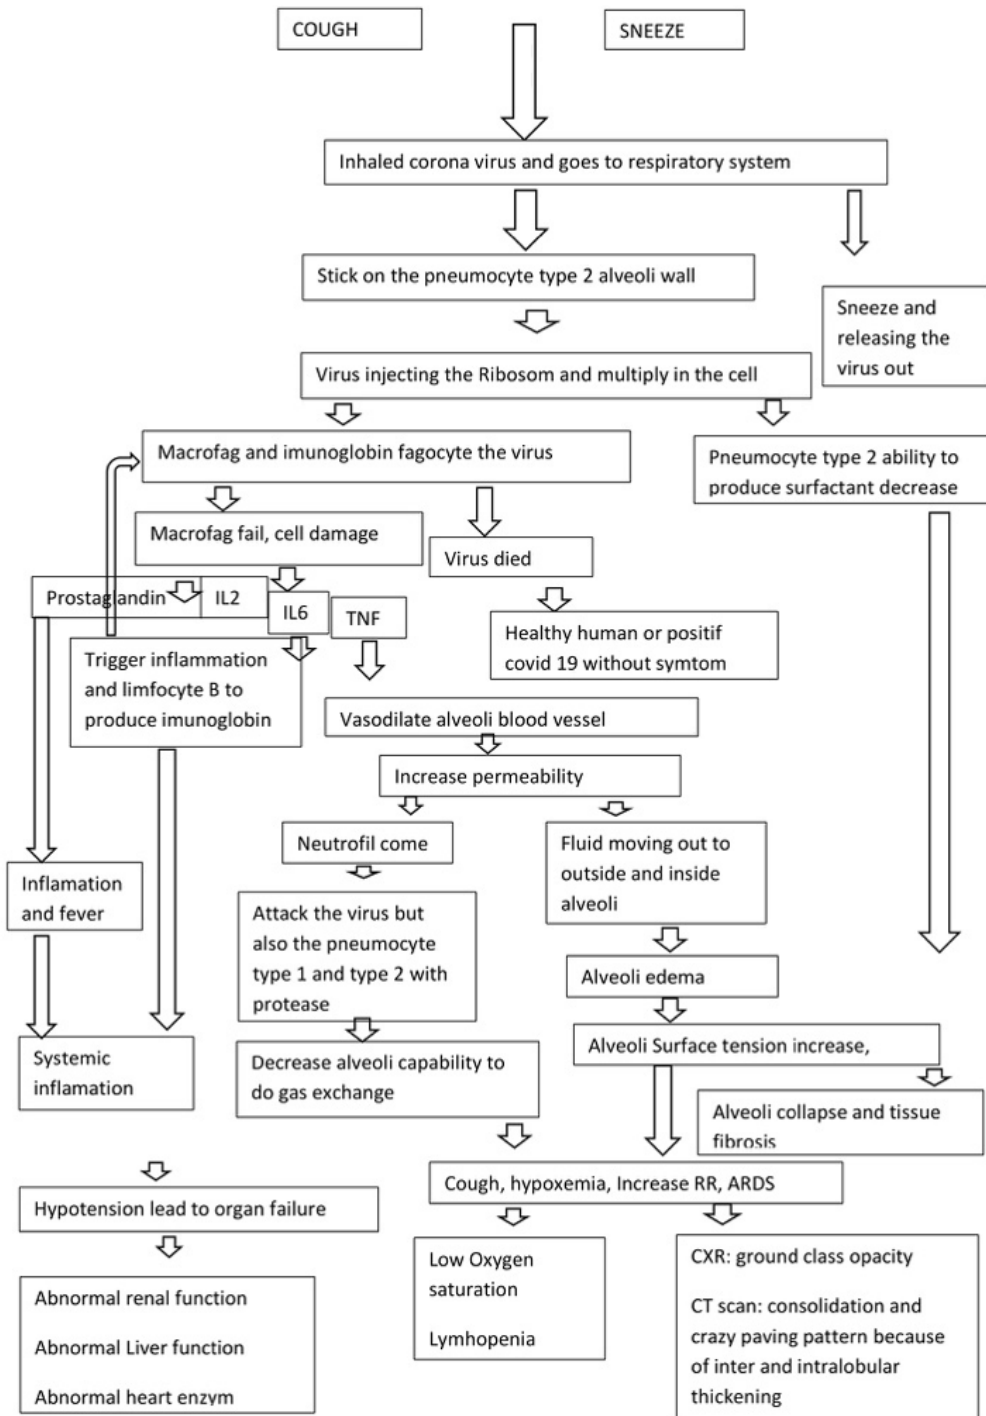 COUGH
SNEEZE
Inhaled corona virus and goes to respiratory system
Stick on the pneumocyte type 2 alveoli wall
Sneeze and
releasing the
virus out
Virus injecting the Ribosom and multiply in the cell
Macrofag and imunoglobin fagocyte the virus
Pneumocyte type 2 ability to
produce surfactant decrease
Macrofag fail, cell damage
Virus died
Prostaglandin
IL2
IL6
TNF
Healthy human or positif
covid 19 without symtom
Trigger inflammation
and limfocyte B to
produce imunoglobin
Vasodilate alveoli blood vessel
Increase permeability
Neutrofil come
Fluid moving out to
outside and inside
alveoli
Inflamation
and fever
Attack the virus but
also the pneumocyte
type 1 and type 2 with
protease
Alveoli edema
Systemic
inflamation
Decrease alveoli capability to
do gas exchange
Alveoli Surface tension increase,
Alveoli collapse and tissue
fibrosis
Cough, hypoxemia, Increase RR, ARDS
Hypotension lead to organ failure
Low Oxygen
saturation
Lymhopenia
CXR: ground class opacity
CT scan: consolidation and
crazy paving pattern because
of inter and intralobular
thickening
Abnormal renal function
Abnormal Liver function
Abnormal heart enzym